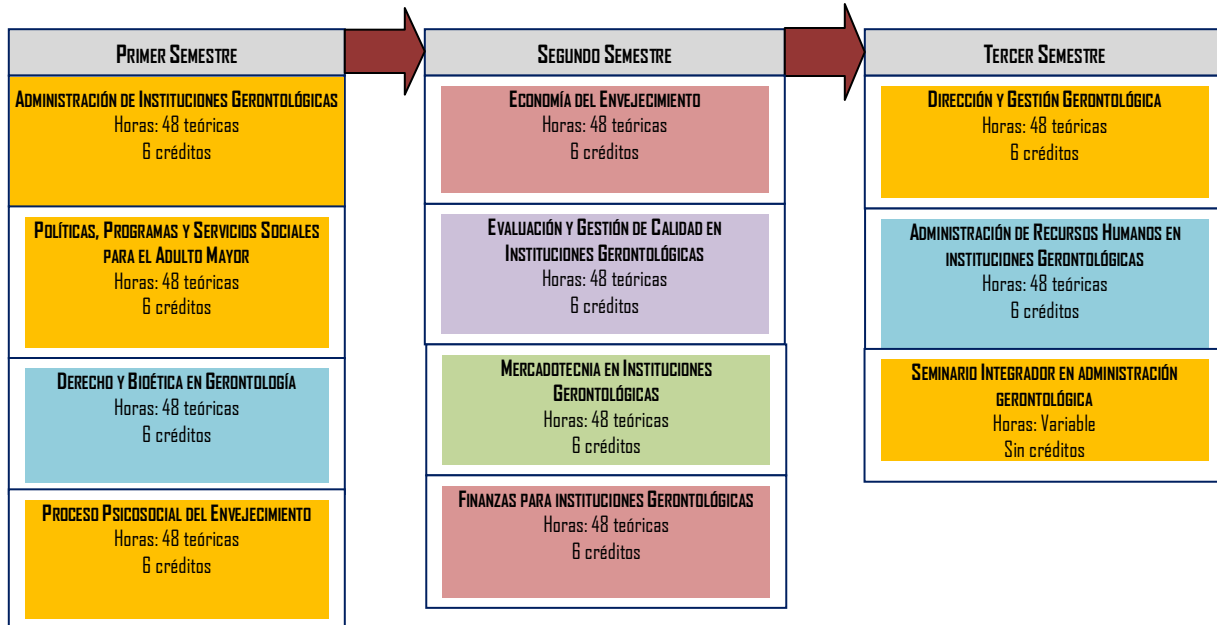 PRIMER SEMESTRE
ADMINISTRACIÓN DE INSTITUCIONES GERONTOLÓGICAS
Horas: 48 teóricas
6 créditos
POLÍTICAS, PROGRAMAS Y SERVICIOS SOCIALES
PARA EL ADULTO MAYOR
Horas: 48 teóricas
6 créditos
DERECHO Y BIOÉTICA EN GERONTOLOGÍA
Horas: 48 teóricas
6 créditos
PROCESO PSICOSOCIAL DEL ENVEJECIMIENTO
Horas: 48 teóricas
6 créditos
SEGUNDO SEMESTRE
ECONOMÍA DEL ENVEJECIMIENTO
Horas: 48 teóricas
6 créditos
EVALUACIÓN Y GESTIÓN DE CALIDAD EN
INSTITUCIONES GERONTOLÓGICAS
Horas: 48 teóricas
6 créditos
MERCADOTECNIA EN INSTITUCIONES
GERONTOLÓGICAS
Horas: 48 teóricas
6 créditos
FINANZAS PARA INSTITUCIONES GERONTOLÓGICAS
Horas: 48 teóricas
6 créditos
TERCER SEMESTRE
DIRECCIÓN Y GESTIÓN GERONTOLÓGICA
Horas: 48 teóricas
6 créditos
ADMINISTRACIÓN DE RECURSOS HUMANOS EN
INSTITUCIONES GERONTOLÓGICAS
Horas: 48 teóricas
6 créditos
SEMINARIO INTEGRADOR EN ADMINISTRACIÓN
GERONTOLÓGICA
Horas: Variable
Sin créditos